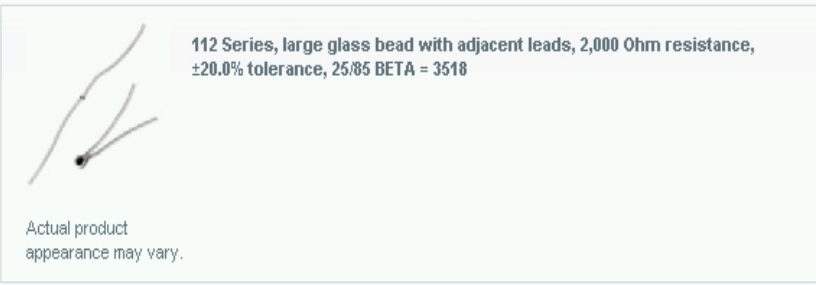 112 Series, large glass bead with adjacent leads, 2,000 Ohm resistance,
±20.0% tolerance, 25/85 BETA = 3518
Actual product
appearance may vary.